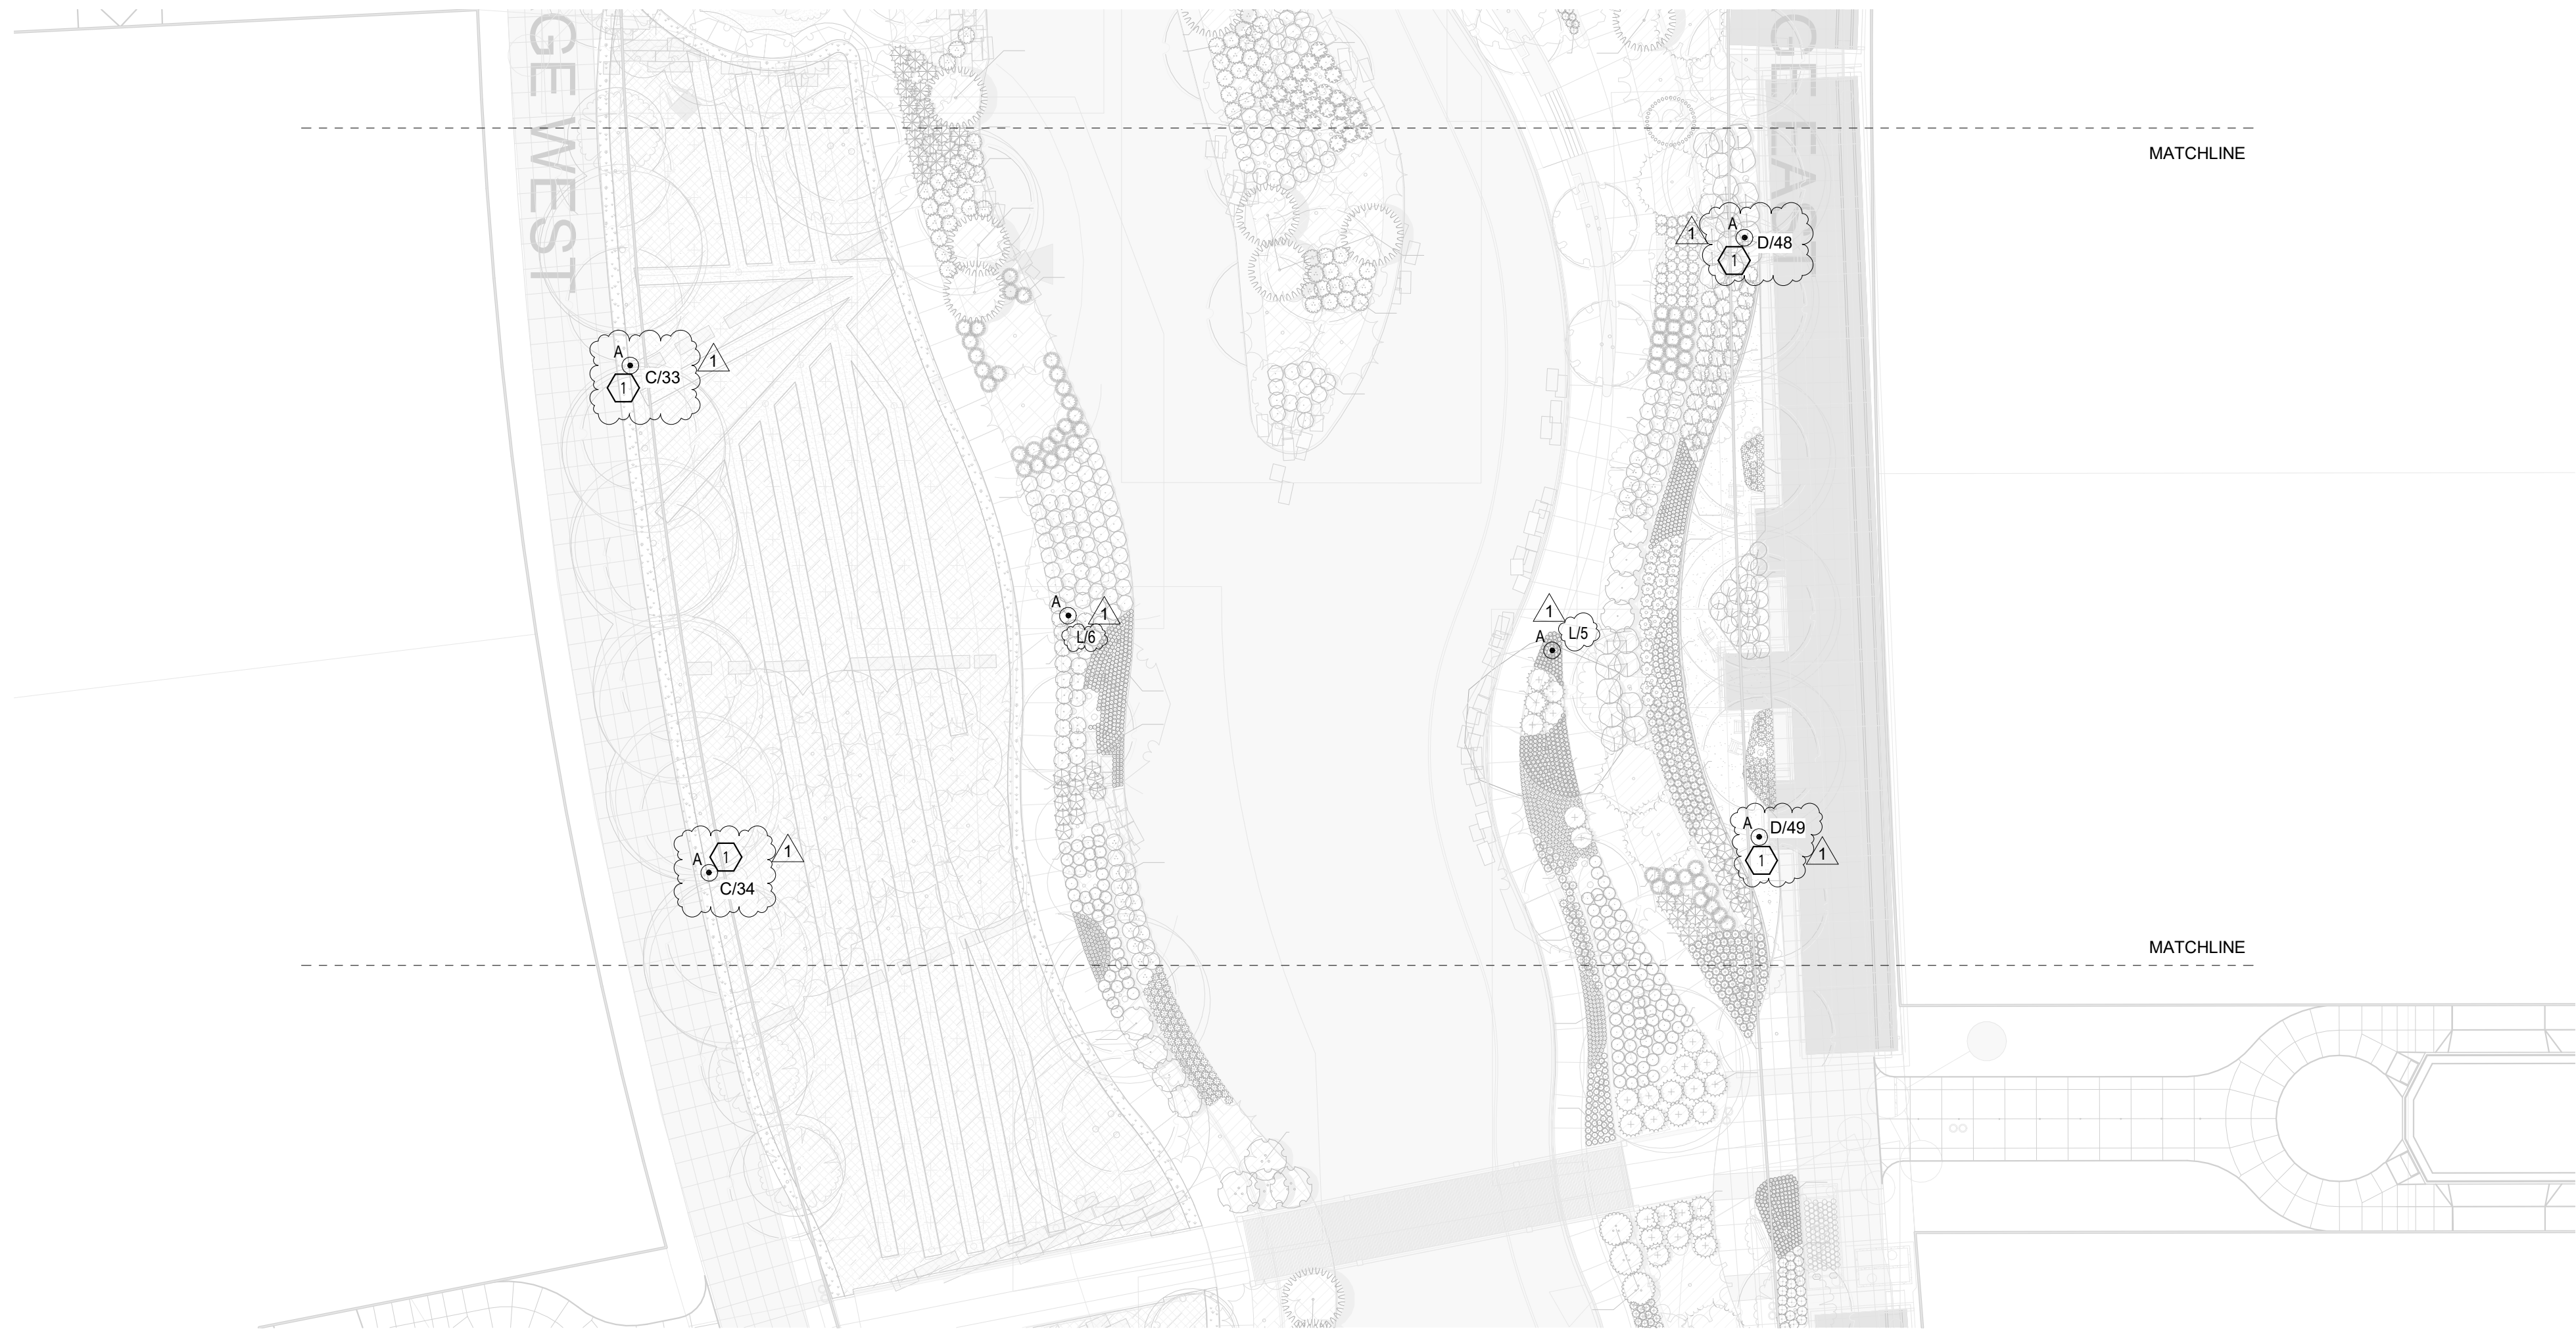 GE WEST
GE EAST
MATCHLINE
A
1
D/48
1
A
1
C/33
1
A
1
L/6
1
A
L/5
A
D/49
1
1
A
1
1
C/34
MATCHLINE